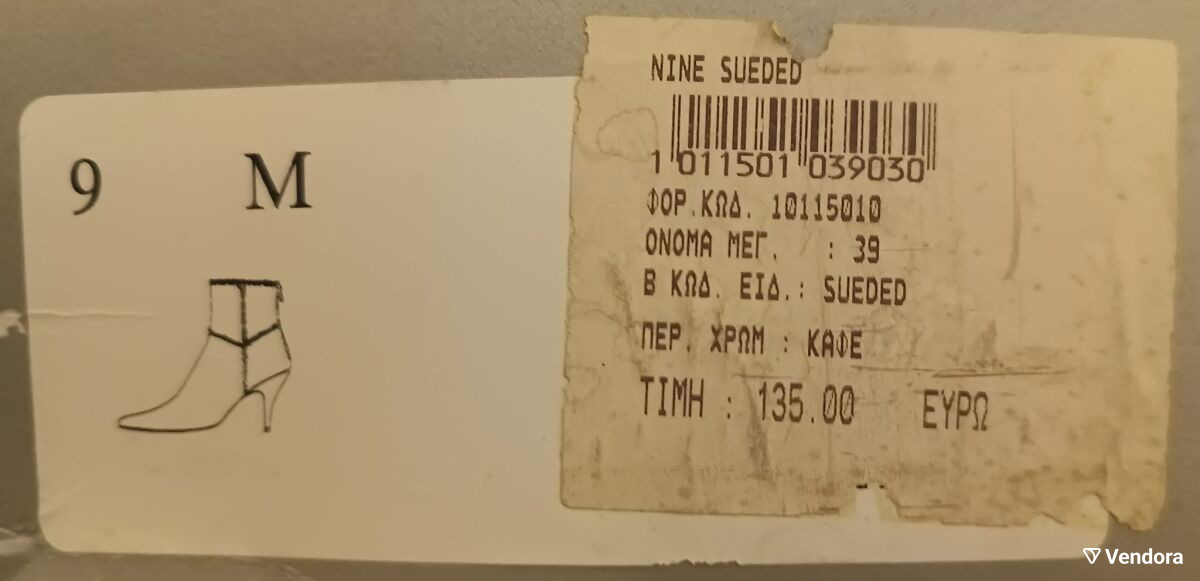 9 M
NINE SUEDED
1 011501 039030
ΦΟΡ.ΚΩΔ. 10115010
ΟΝΟΜΑ ΜΕΓ. : 39
Β ΚΩΔ. ΕΙΔ.: SUEDED
ΠΕΡ. ΧΡΩΜ : ΚΑΦΕ
ΤΙΜΗ : 135.00 ΕΥΡΩ
Vendora